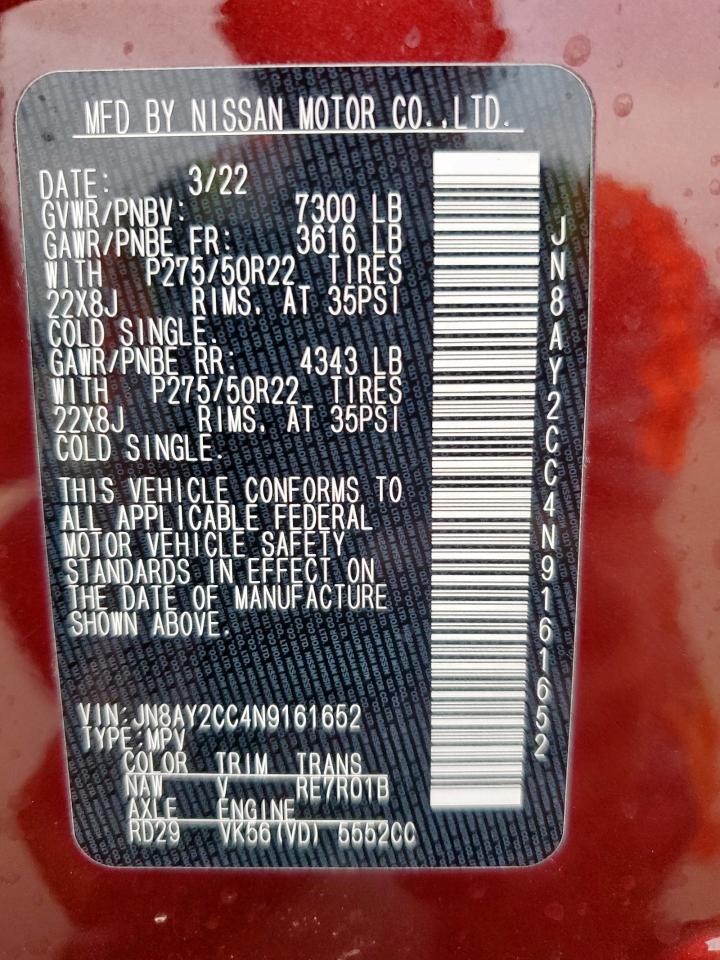 MFD BY NISSAN MOTOR CO.,LTD.
DATE: 3/22
GVWR/PNBV: 7300 LB
GAWR/PNBE FR: 3616 LB
WITH P275/50R22 TIRES
22X8J RIMS. AT 35PSI
COLD SINGLE.
GAWR/PNBE RR: 4343 LB
WITH P275/50R22 TIRES
22X8J RIMS. AT 35PSI
COLD SINGLE.
THIS VEHICLE CONFORMS TO
ALL APPLICABLE FEDERAL
MOTOR VEHICLE SAFETY
STANDARDS IN EFFECT ON
THE DATE OF MANUFACTURE
SHOWN ABOVE.
VIN:JN8AY2CC4N9161652
TYPE:MPV
COLOR TRIM TRANS
NAW Y RE7R01B
AXLE ENGINE
RD29 VK56(VD) 5552CC
JN8AY2CC4N9161652